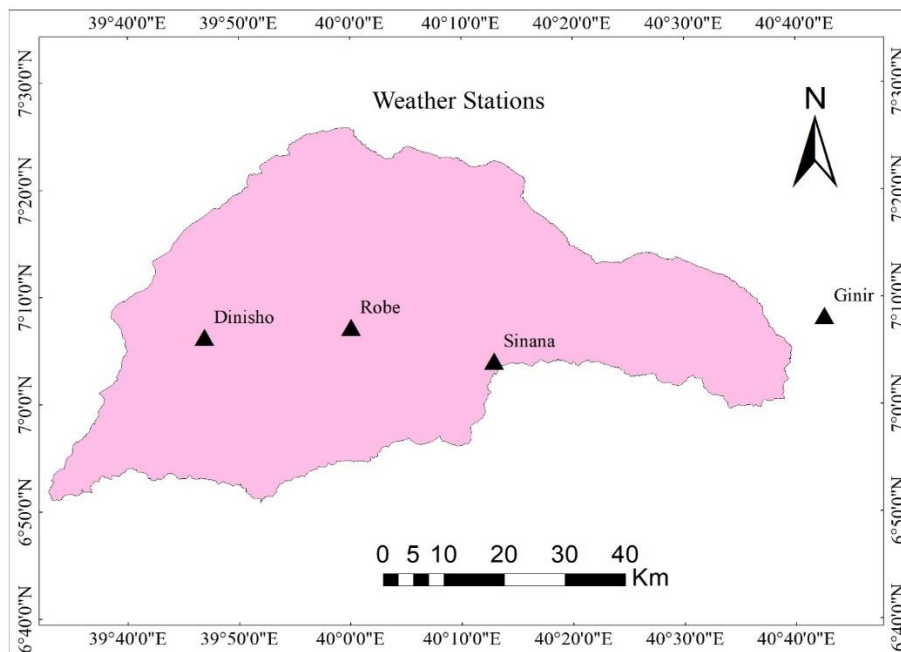 39°40'0"E 39°50'0"E 40°0'0"E 40°10'0"E 40°20'0"E 40°30'0"E 40°40'0"E
7°30'0"N 7°30'0"N
Weather Stations
N
7°20'0"N 7°20'0"N
7°10'0"N 7°10'0"N
Ginir
Robe
Dinisho
Sinana
7°0'0"N 7°0'0"N
6°50'0"N 6°50'0"N
0 5 10 20 30 40
Km
6°40'0"N 6°40'0"N
39°40'0"E 39°50'0"E 40°0'0"E 40°10'0"E 40°20'0"E 40°30'0"E 40°40'0"E